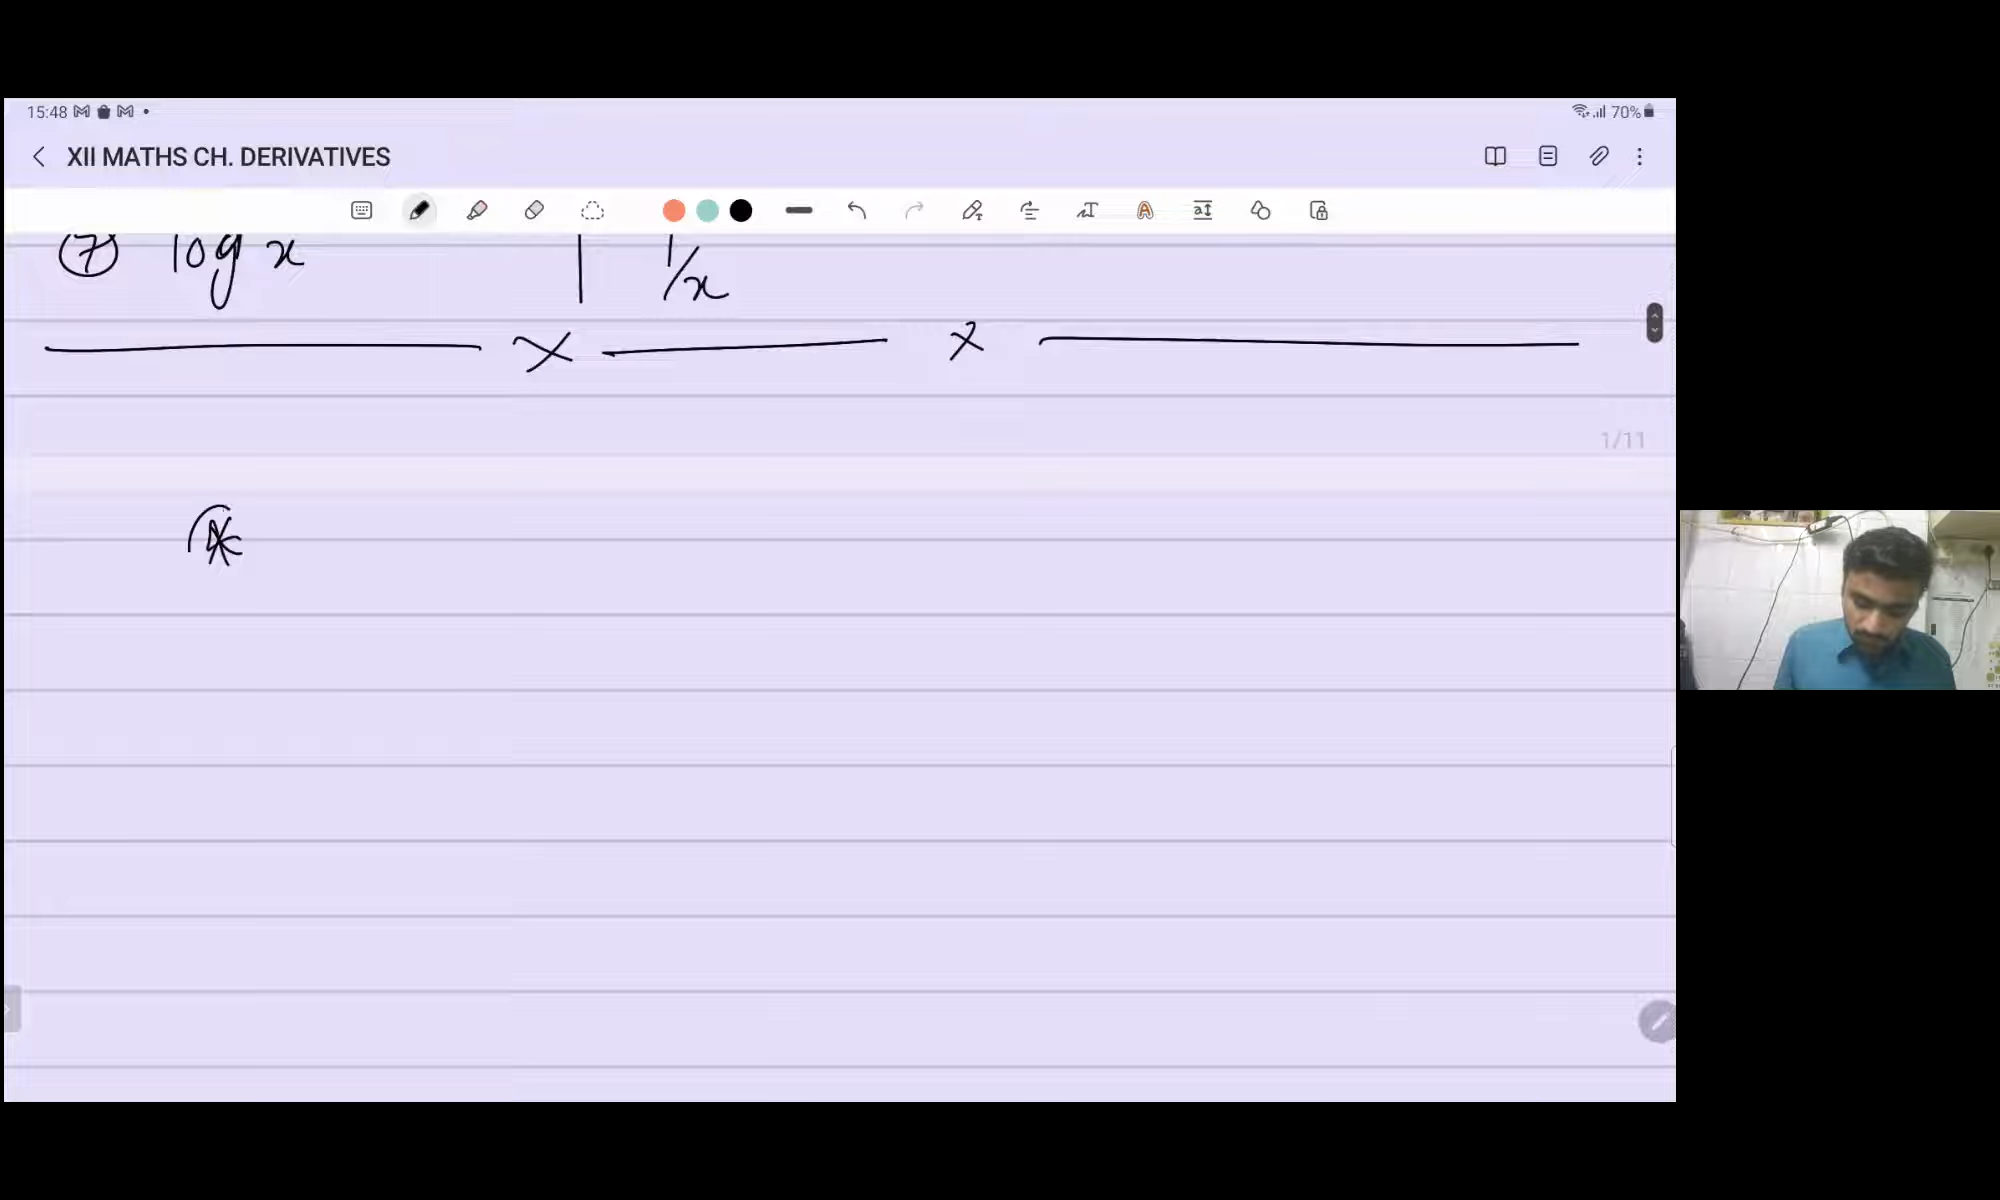 15:48 70%
XII MATHS CH. DERIVATIVES
⑦ log x | 1/x
x x
1/11